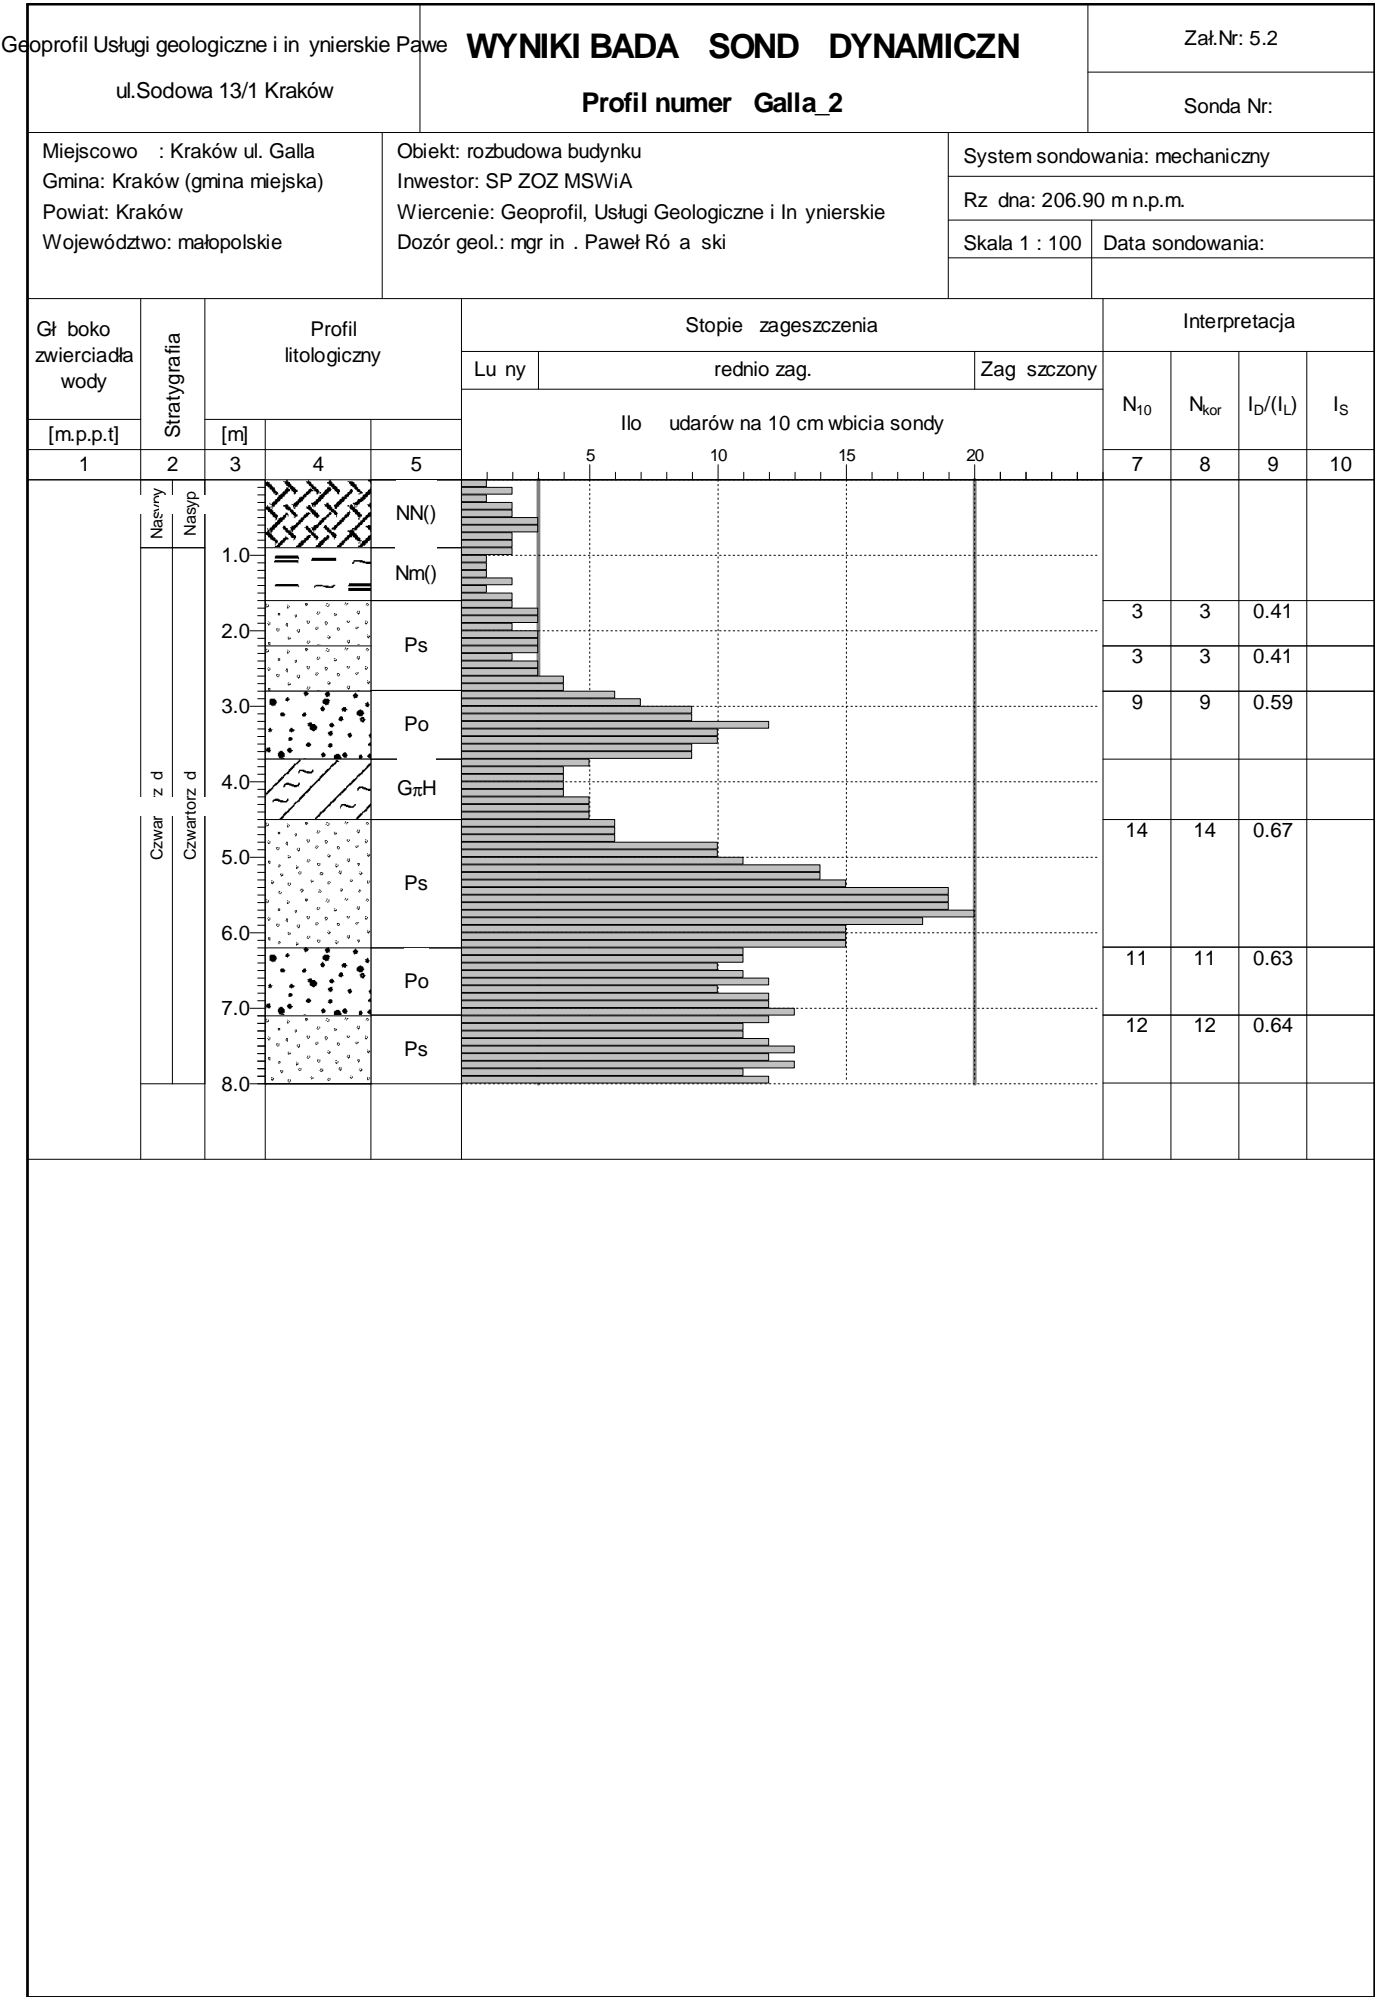 Geoprofil Usługi geologiczne i in ynierskie Pawe
ul.Sodowa 13/1 Kraków
WYNIKI BADA SOND DYNAMICZN
Profil numer Galla_2
Zał.Nr: 5.2
Sonda Nr:
Miejscowo : Kraków ul. Galla
Gmina: Kraków (gmina miejska)
Powiat: Kraków
Województwo: małopolskie
Obiekt: rozbudowa budynku
Inwestor: SP ZOZ MSWiA
Wiercenie: Geoprofil, Usługi Geologiczne i In ynierskie
Dozór geol.: mgr in . Paweł Ró a ski
System sondowania: mechaniczny
Rz dna: 206.90 m n.p.m.
Skala 1 : 100
Data sondowania:
Gł boko
zwierciadła
wody
[m.p.p.t]
Stratygrafia
Profil
litologiczny
[m]
Stopie zageszczenia
Lu ny
rednio zag.
Zag szczony
Ilo udarów na 10 cm wbicia sondy
5 10 15 20
Interpretacja
N10 Nkor ID/(IL) IS
1 2 3 4 5 7 8 9 10
Nasyp
NN()
1.0
Nm()
3 3 0.41
2.0
Ps
3 3 0.41
9 9 0.59
3.0
Po
4.0
GπH
Czwar z d
Czwartorz d
14 14 0.67
5.0
Ps
6.0
11 11 0.63
Po
7.0
12 12 0.64
Ps
8.0